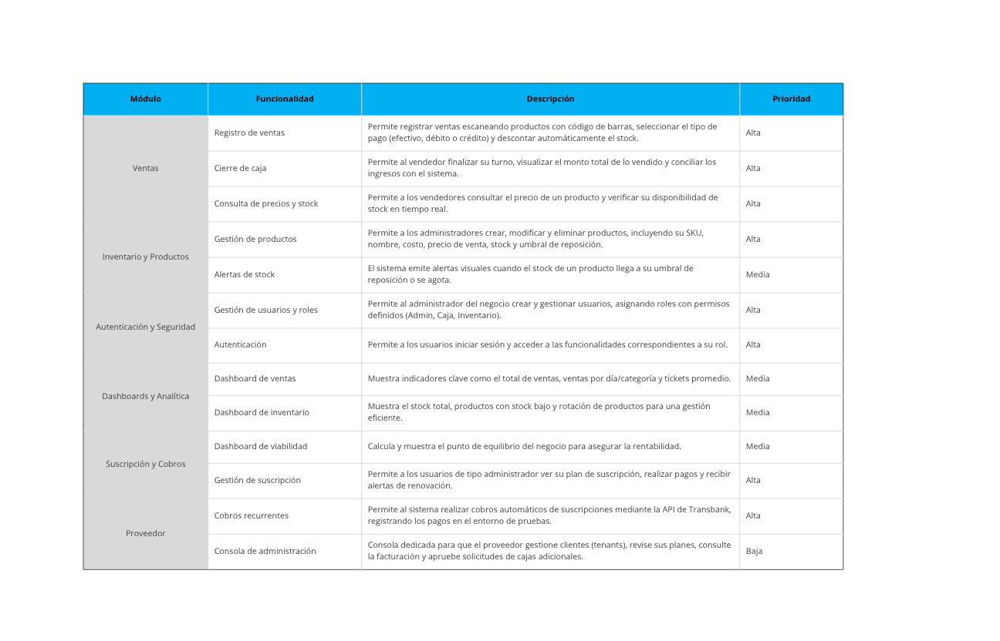 Módulo Funcionalidad Descripción Prioridad
Ventas
Registro de ventas
Permite registrar ventas escaneando productos con código de barras, seleccionar el tipo de
pago (efectivo, débito o crédito) y descontar automáticamente el stock.
Alta
Cierre de caja
Permite al vendedor finalizar su turno, visualizar el monto total de lo vendido y conciliar los
ingresos con el sistema.
Alta
Consulta de precios y stock
Permite a los vendedores consultar el precio de un producto y verificar su disponibilidad de
stock en tiempo real.
Alta
Inventario y Productos
Gestión de productos
Permite a los administradores crear, modificar y eliminar productos, incluyendo su SKU,
nombre, costo, precio de venta, stock y umbral de reposición.
Alta
Alertas de stock
El sistema emite alertas visuales cuando el stock de un producto llega a su umbral de
reposición o se agota.
Media
Autenticación y Seguridad
Gestión de usuarios y roles
Permite al administrador del negocio crear y gestionar usuarios, asignando roles con permisos
definidos (Admin, Caja, Inventario).
Alta
Autenticación
Permite a los usuarios iniciar sesión y acceder a las funcionalidades correspondientes a su rol.
Alta
Dashboards y Analítica
Dashboard de ventas
Muestra indicadores clave como el total de ventas, ventas por día/categoría y tickets promedio.
Media
Dashboard de inventario
Muestra el stock total, productos con stock bajo y rotación de productos para una gestión
eficiente.
Media
Suscripción y Cobros
Dashboard de viabilidad
Calcula y muestra el punto de equilibrio del negocio para asegurar la rentabilidad.
Media
Gestión de suscripción
Permite a los usuarios de tipo administrador ver su plan de suscripción, realizar pagos y recibir
alertas de renovación.
Alta
Proveedor
Cobros recurrentes
Permite al sistema realizar cobros automáticos de suscripciones mediante la API de Transbank,
registrando los pagos en el entorno de pruebas.
Alta
Consola de administración
Consola dedicada para que el proveedor gestione clientes (tenants), revise sus planes, consulte
la facturación y apruebe solicitudes de cajas adicionales.
Baja